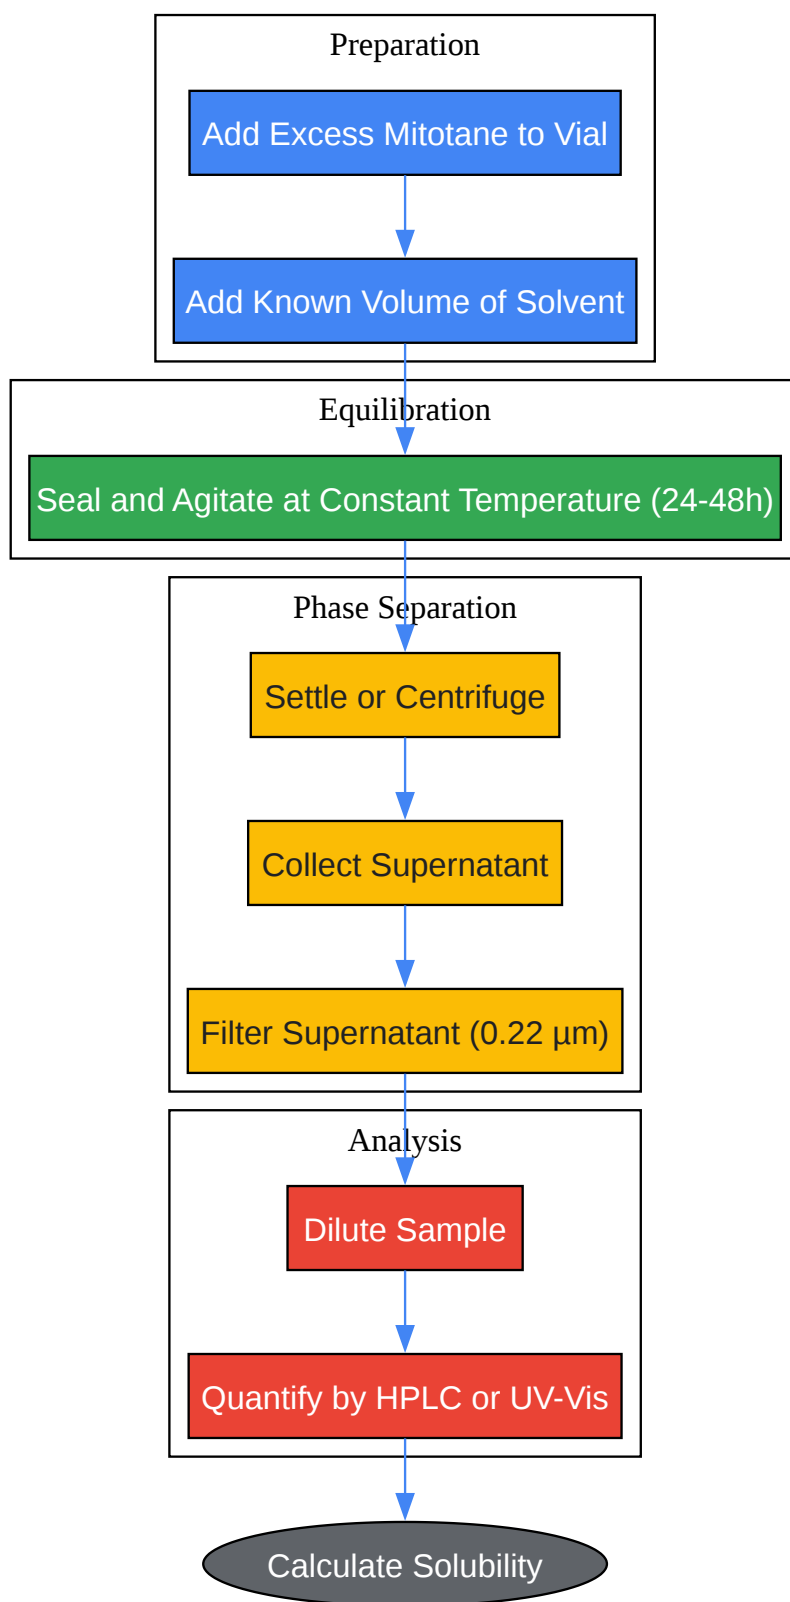 Preparation
Add Excess Mitotane to Vial
Add Known Volume of Solvent
Equilibration
Seal and Agitate at Constant Temperature (24-48h)
Phase Separation
Settle or Centrifuge
Collect Supernatant
Filter Supernatant (0.22 µm)
Analysis
Dilute Sample
Quantify by HPLC or UV-Vis
Calculate Solubility